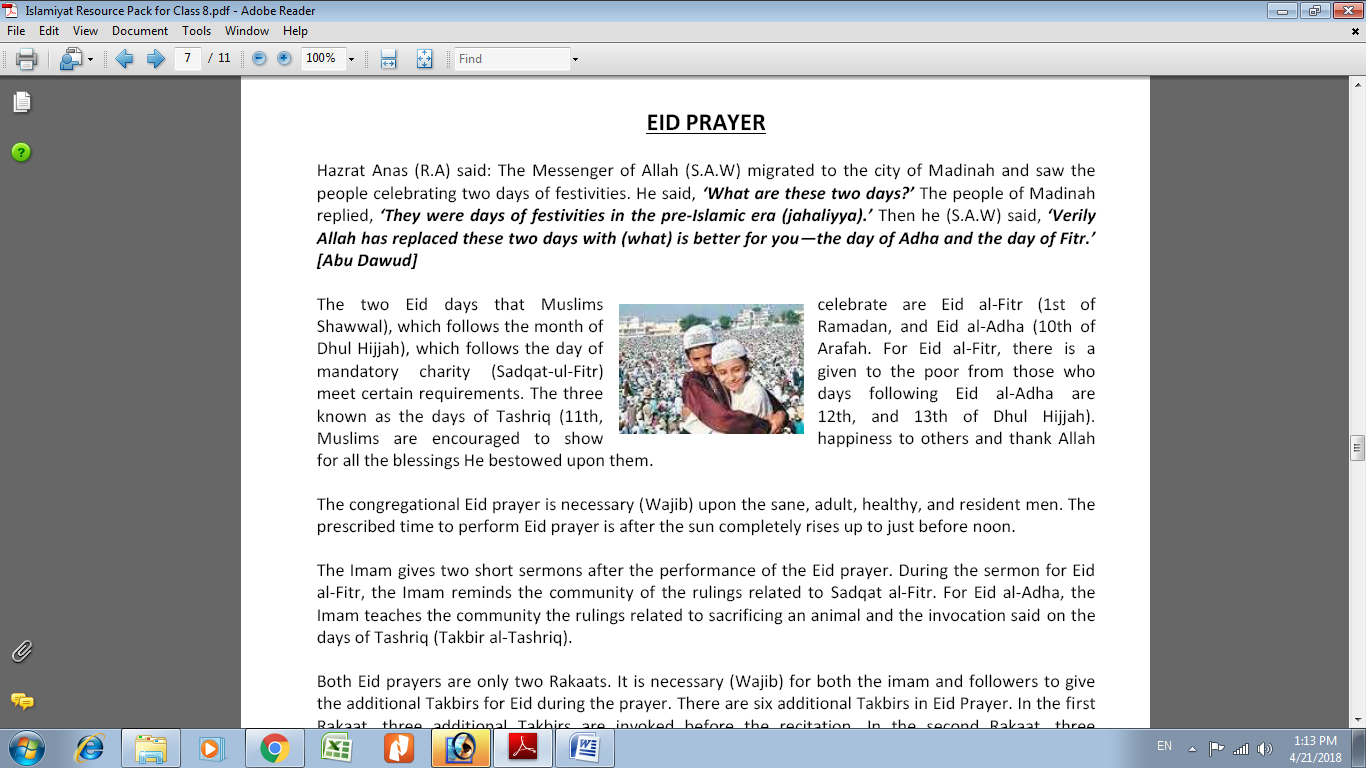 Islamiyat Resource Pack for Class 8.pdf - Adobe Reader
File Edit View Document Tools Window Help
7 / 11 100% Find
EID PRAYER
Hazrat Anas (R.A) said: The Messenger of Allah (S.A.W) migrated to the city of Madinah and saw the
people celebrating two days of festivities. He said, ‘What are these two days?’ The people of Madinah
replied, ‘They were days of festivities in the pre-Islamic era (jahaliyya).’ Then he (S.A.W) said, ‘Verily
Allah has replaced these two days with (what) is better for you—the day of Adha and the day of Fitr.’
[Abu Dawud]
The two Eid days that Muslims celebrate are Eid al-Fitr (1st of
Shawwal), which follows the month of Ramadan, and Eid al-Adha (10th of
Dhul Hijjah), which follows the day of Arafah. For Eid al-Fitr, there is a
mandatory charity (Sadqat-ul-Fitr) given to the poor from those who
meet certain requirements. The three days following Eid al-Adha are
known as the days of Tashriq (11th, 12th, and 13th of Dhul Hijjah).
Muslims are encouraged to show happiness to others and thank Allah
for all the blessings He bestowed upon them.
The congregational Eid prayer is necessary (Wajib) upon the sane, adult, healthy, and resident men. The
prescribed time to perform Eid prayer is after the sun completely rises up to just before noon.
The Imam gives two short sermons after the performance of the Eid prayer. During the sermon for Eid
al-Fitr, the Imam reminds the community of the rulings related to Sadqat al-Fitr. For Eid al-Adha, the
Imam teaches the community the rulings related to sacrificing an animal and the invocation said on the
days of Tashriq (Takbir al-Tashriq).
Both Eid prayers are only two Rakaats. It is necessary (Wajib) for both the imam and followers to give
the additional Takbirs for Eid during the prayer. There are six additional Takbirs in Eid Prayer. In the first
Rakaat, three additional Takbirs are invoked before the recitation. In the second Rakaat, three
EN 1:13 PM
4/21/2018